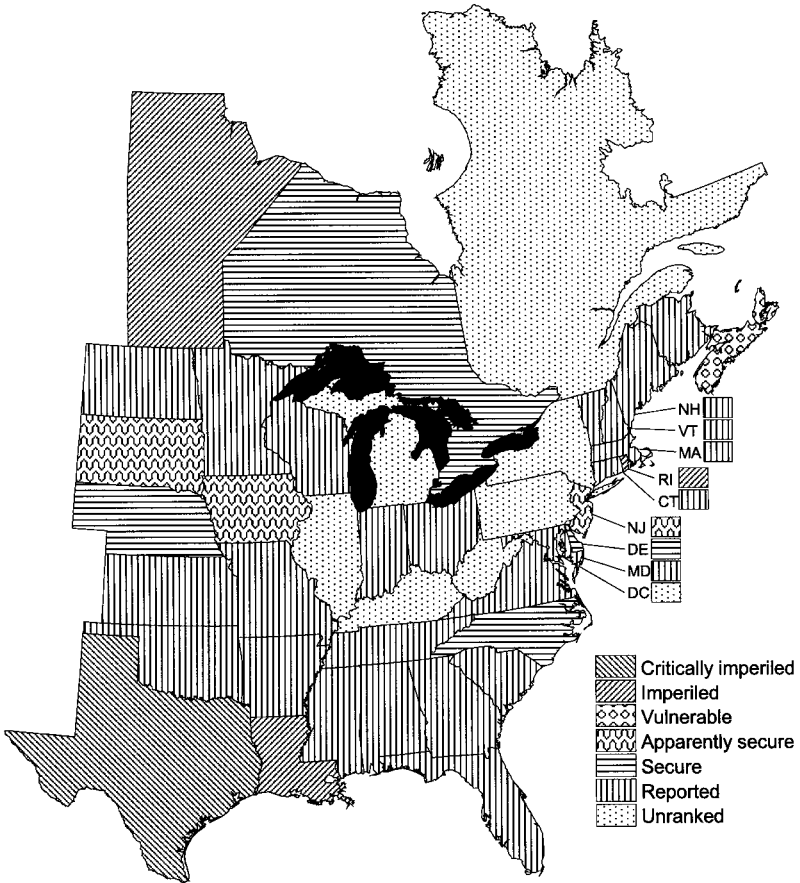 NH
VT
MA
RI
CT
NJ
DE
MD
DC
Critically imperiled
Imperiled
Vulnerable
Apparently secure
Secure
Reported
Unranked